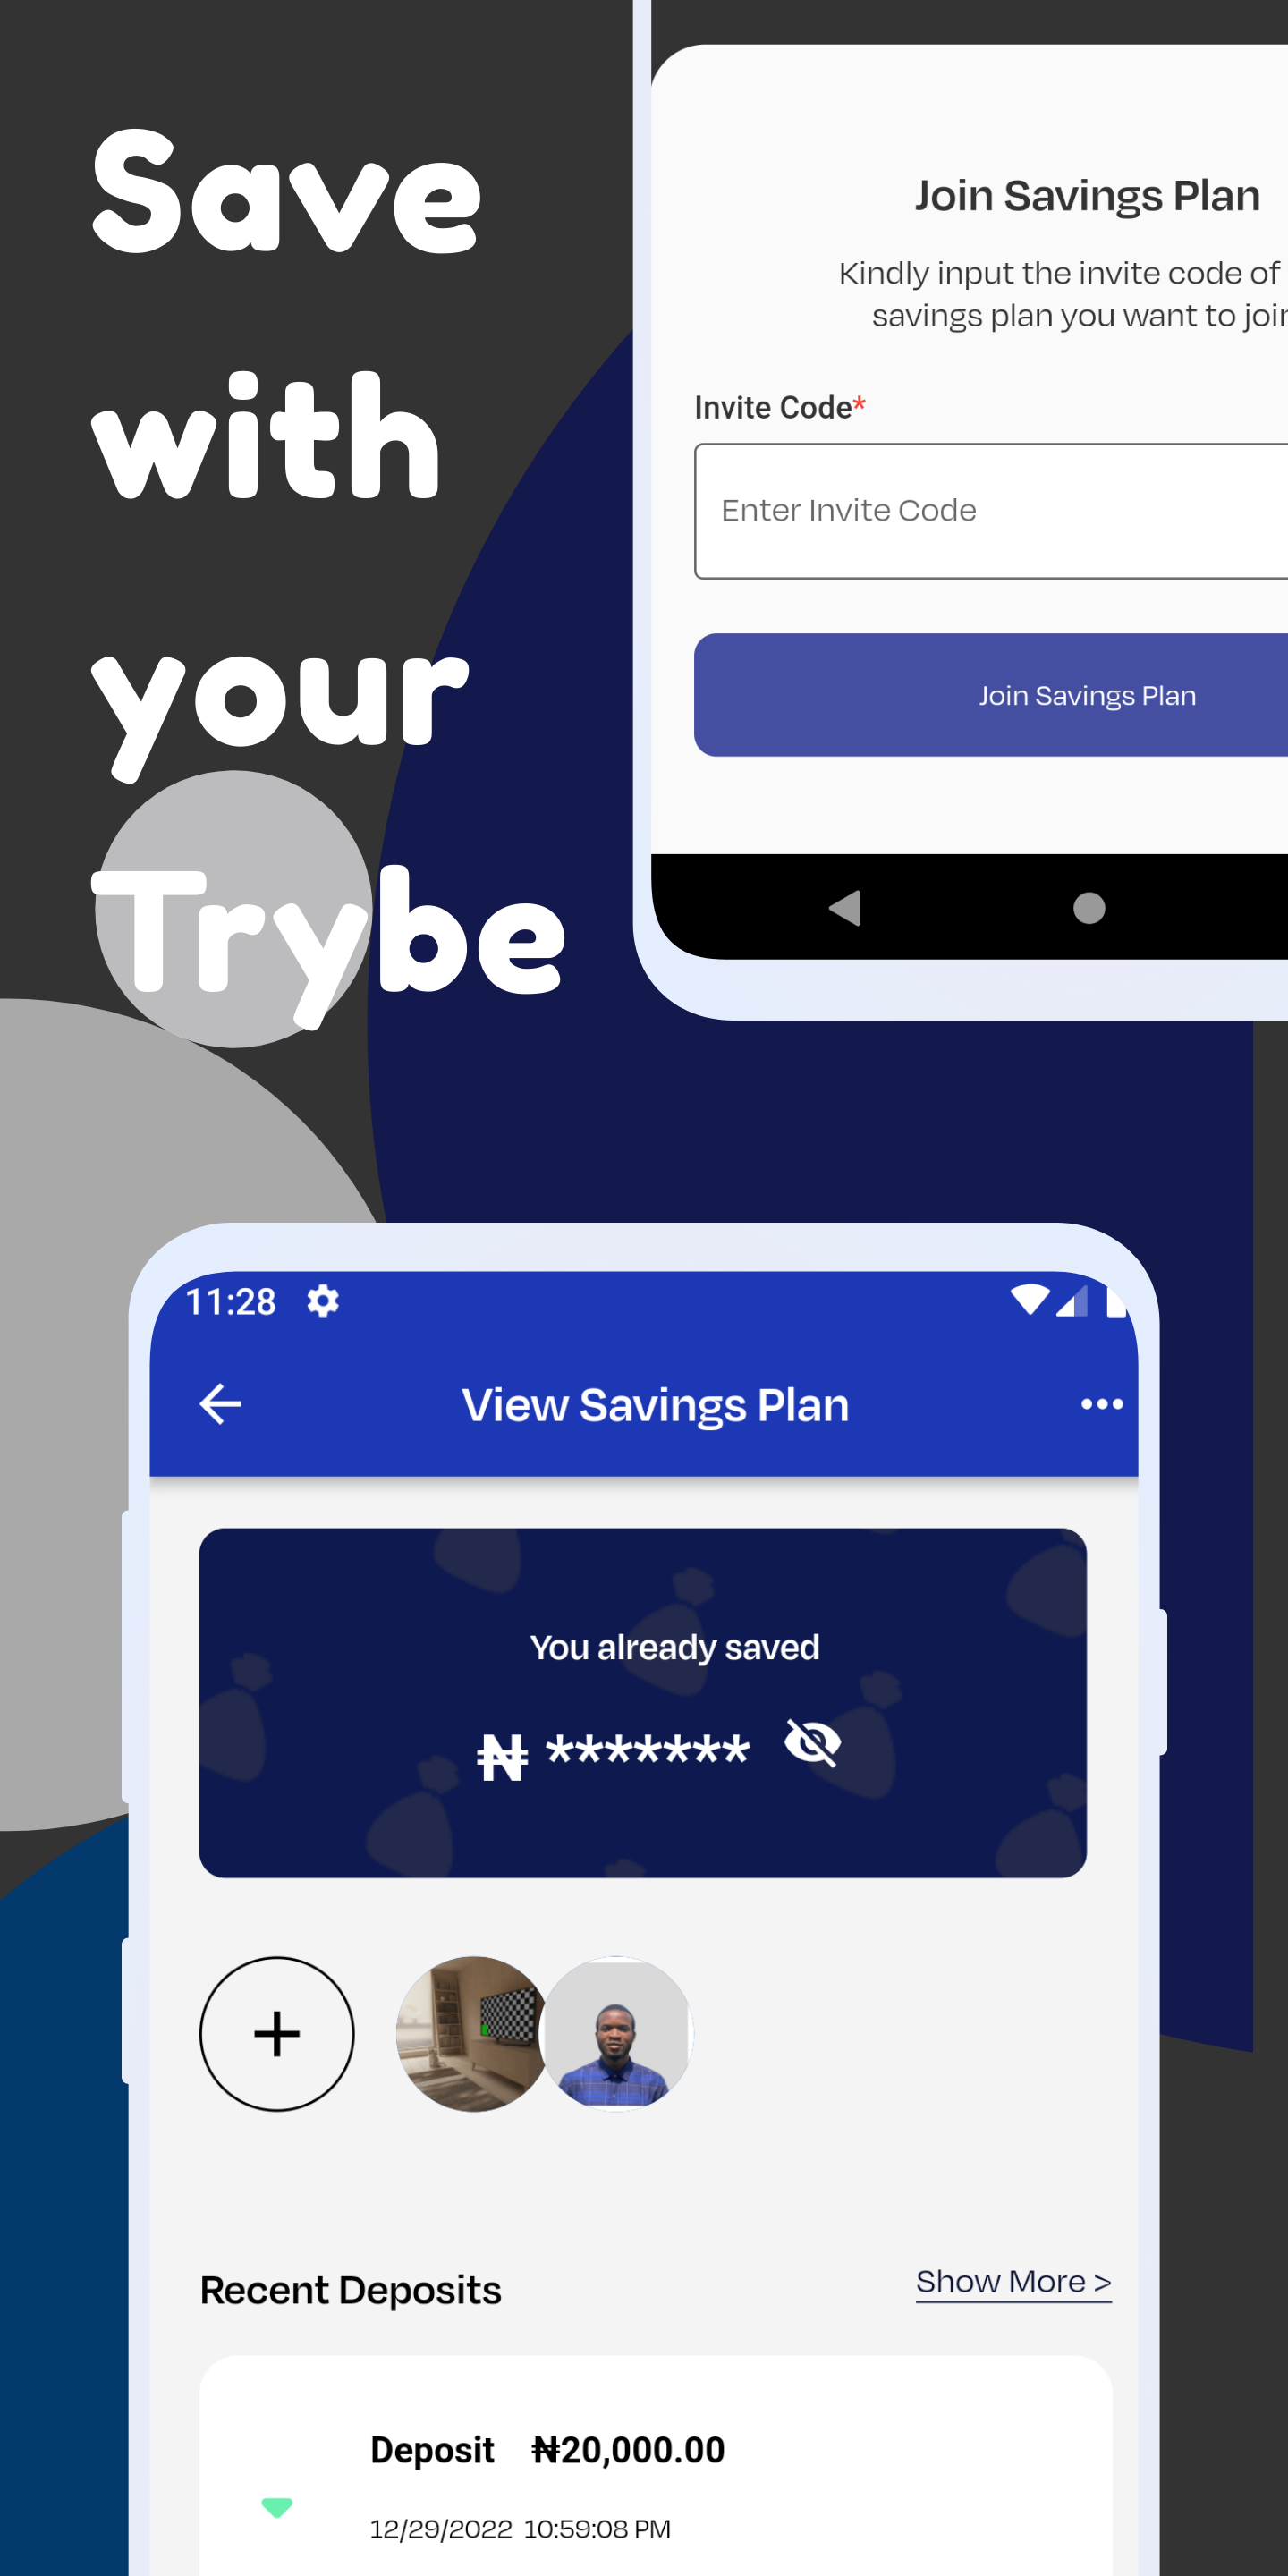 Save
with
your
Trybe
Join Savings Plan
Kindly input the invite code of
savings plan you want to join
Invite Code*
Enter Invite Code
Join Savings Plan
11:28
View Savings Plan
You already saved
₦ *******
Recent Deposits
Show More >
Deposit ₦20,000.00
12/29/2022 10:59:08 PM